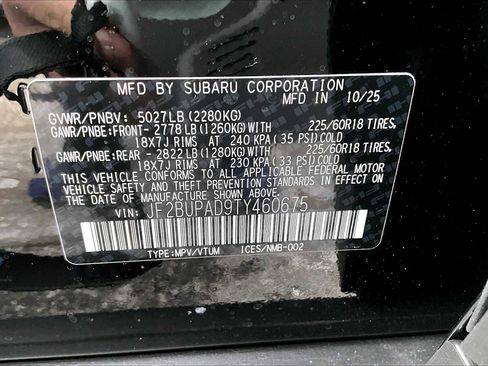 MFD BY SUBARU CORPORATION
MFD IN 10/25
GVWR/PNBV: 5027LB(2280KG)
GAWR/PNBE:FRONT- 2778LB(1260KG)WITH 225/60R18 TIRES,
18X7J RIMS AT 240 KPA(35 PSI)COLD
GAWR/PNBE:REAR - 2822LB(1280KG)WITH 225/60R18 TIRES,
18X7J RIMS AT 230 KPA(33 PSI)COLD
THIS VEHICLE CONFORMS TO ALL APPLICABLE FEDERAL MOTOR
VEHICLE SAFETY AND THEFT PREVENTION STANDARDS IN EFFECT ON
THE DATE OF MANUFACTURE SHOWN ABOVE.
VIN: JF2BUPAD9TY460675
TYPE:MPV/VTUM ICES/NMB-002